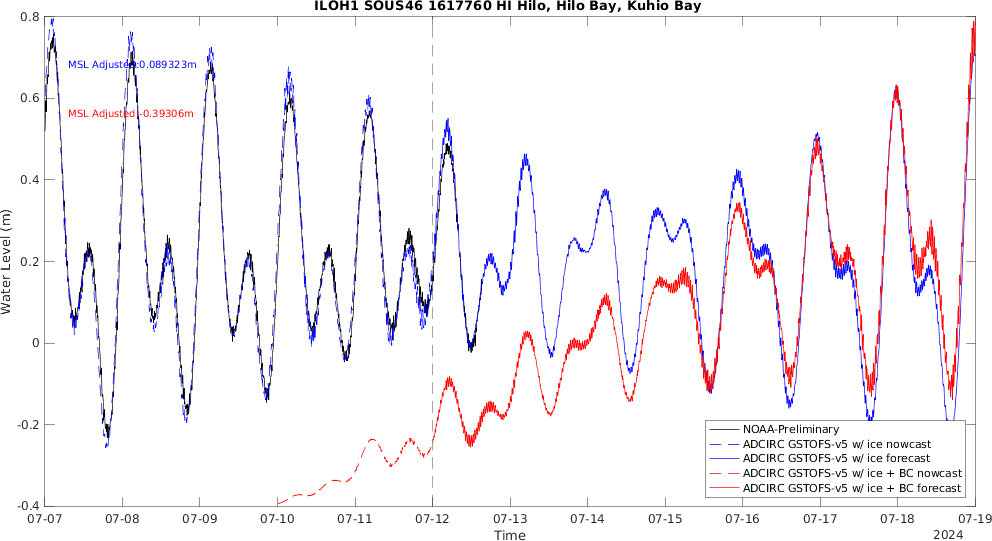 ILOH1 SOUS46 1617760 HI Hilo, Hilo Bay, Kuhio Bay
0.8
0.6
0.4
0.2
0
-0.2
-0.4
Water Level (m)
MSL Adjusted 0.089323m
MSL Adjusted -0.39306m
NOAA-Preliminary
ADCIRC GSTOFS-v5 w/ ice nowcast
ADCIRC GSTOFS-v5 w/ ice forecast
ADCIRC GSTOFS-v5 w/ ice + BC nowcast
ADCIRC GSTOFS-v5 w/ ice + BC forecast
07-07 07-08 07-09 07-10 07-11 07-12 07-13 07-14 07-15 07-16 07-17 07-18 07-19
Time
2024